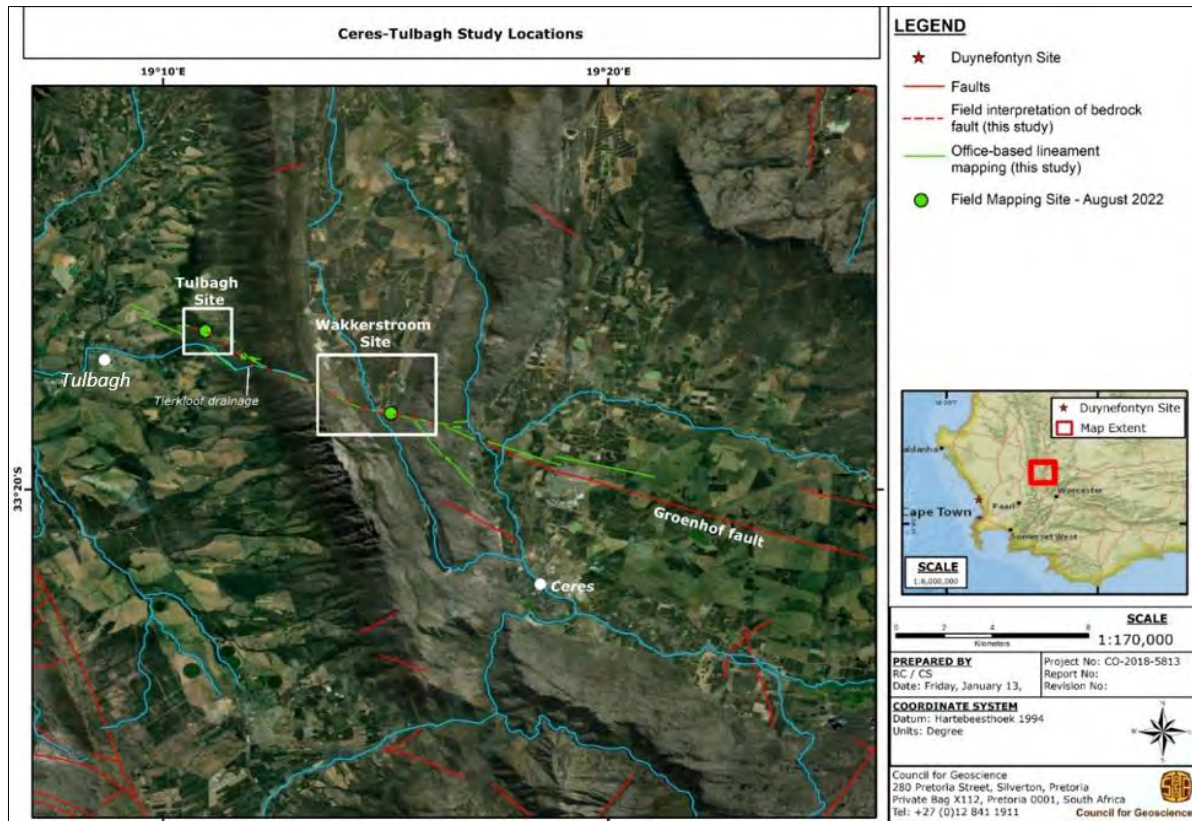 Ceres-Tulbagh Study Locations
19°10'E
19°20'E
33°20'S
Tulbagh
Site
Wakkerstroom
Site
Tulbagh
Tierkloof drainage
Groenhof fault
Ceres
LEGEND
Duynefontyn Site
Faults
Field interpretation of bedrock
fault (this study)
Office-based lineament
mapping (this study)
Field Mapping Site - August 2022
Duynefontyn Site
Map Extent
aldanha
Worcester
Paarl
Cape Town
Somerset West
SCALE
1:6,000,000
SCALE
0 2 4 8
Kilometers
1:170,000
PREPARED BY
RC / CS
Date: Friday, January 13,
Project No: CO-2018-5813
Report No:
Revision No:
COORDINATE SYSTEM
Datum: Hartebeesthoek 1994
Units: Degree
Council for Geoscience
280 Pretoria Street, Silverton, Pretoria
Private Bag X112, Pretoria 0001, South Africa
Tel: +27 (0)12 841 1911
Council for Geoscience